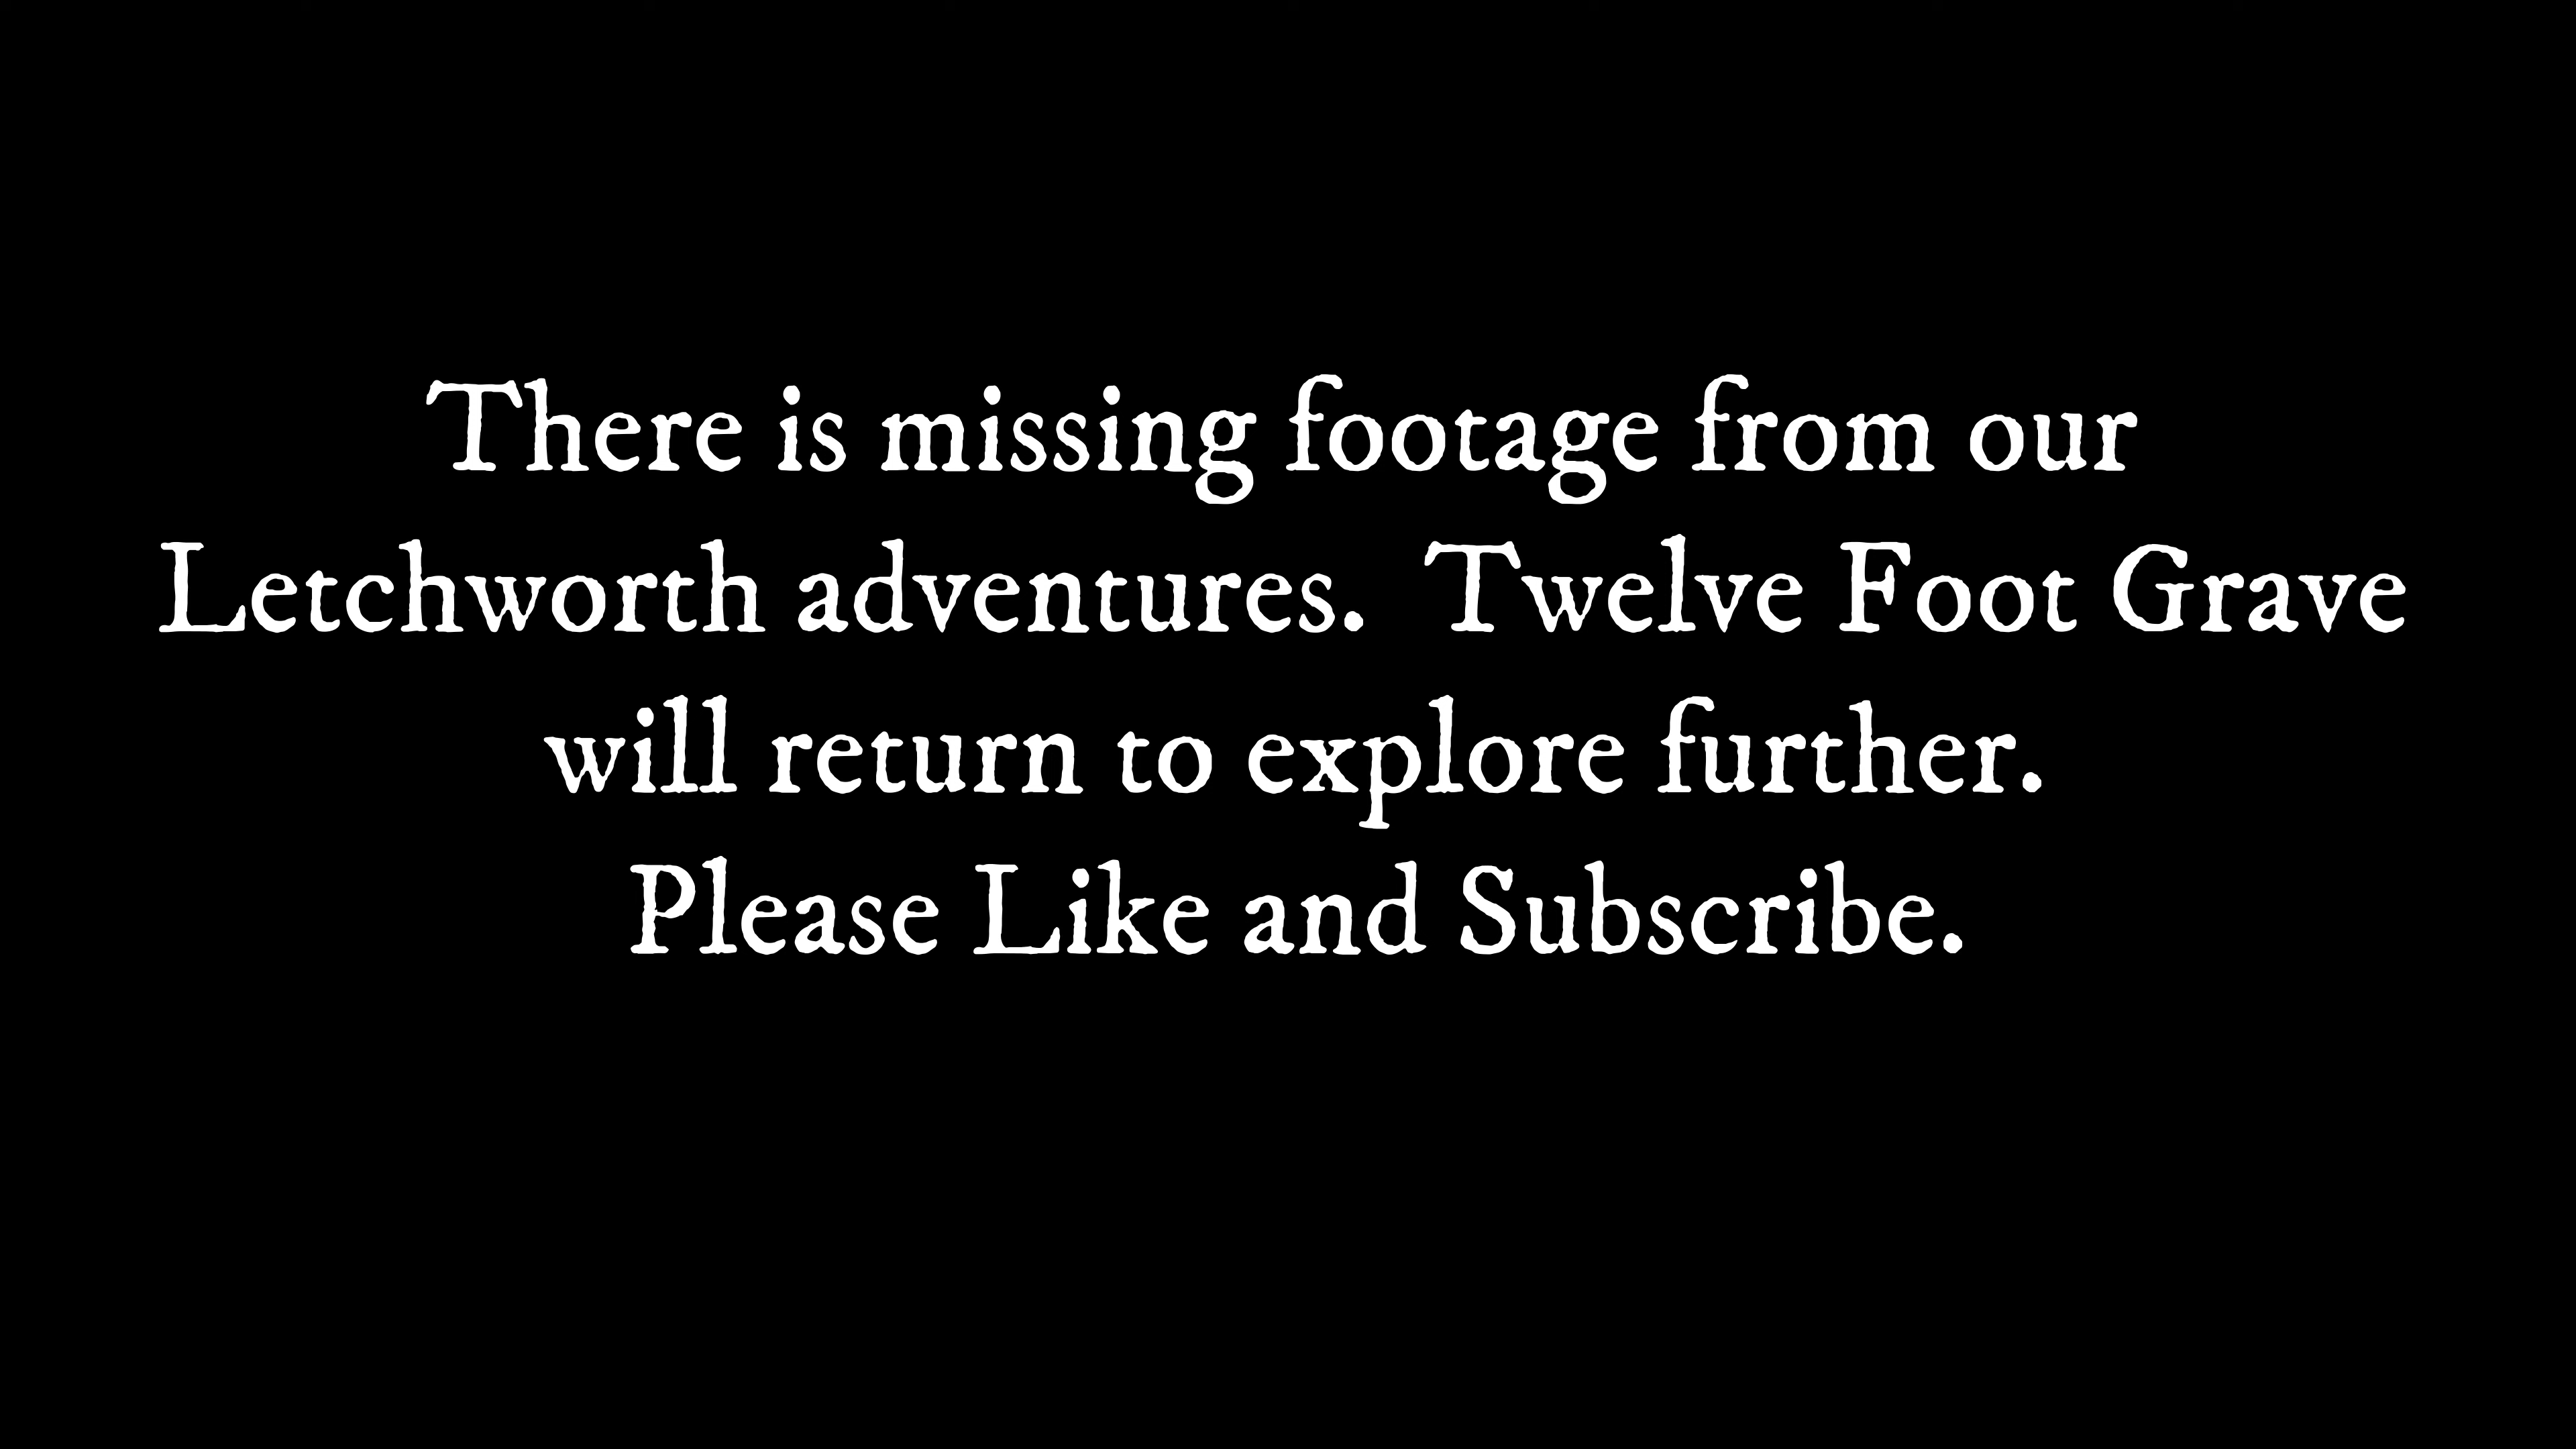 There is missing footage from our
Letchworth adventures.  Twelve Foot Grave
will return to explore further.
Please Like and Subscribe.